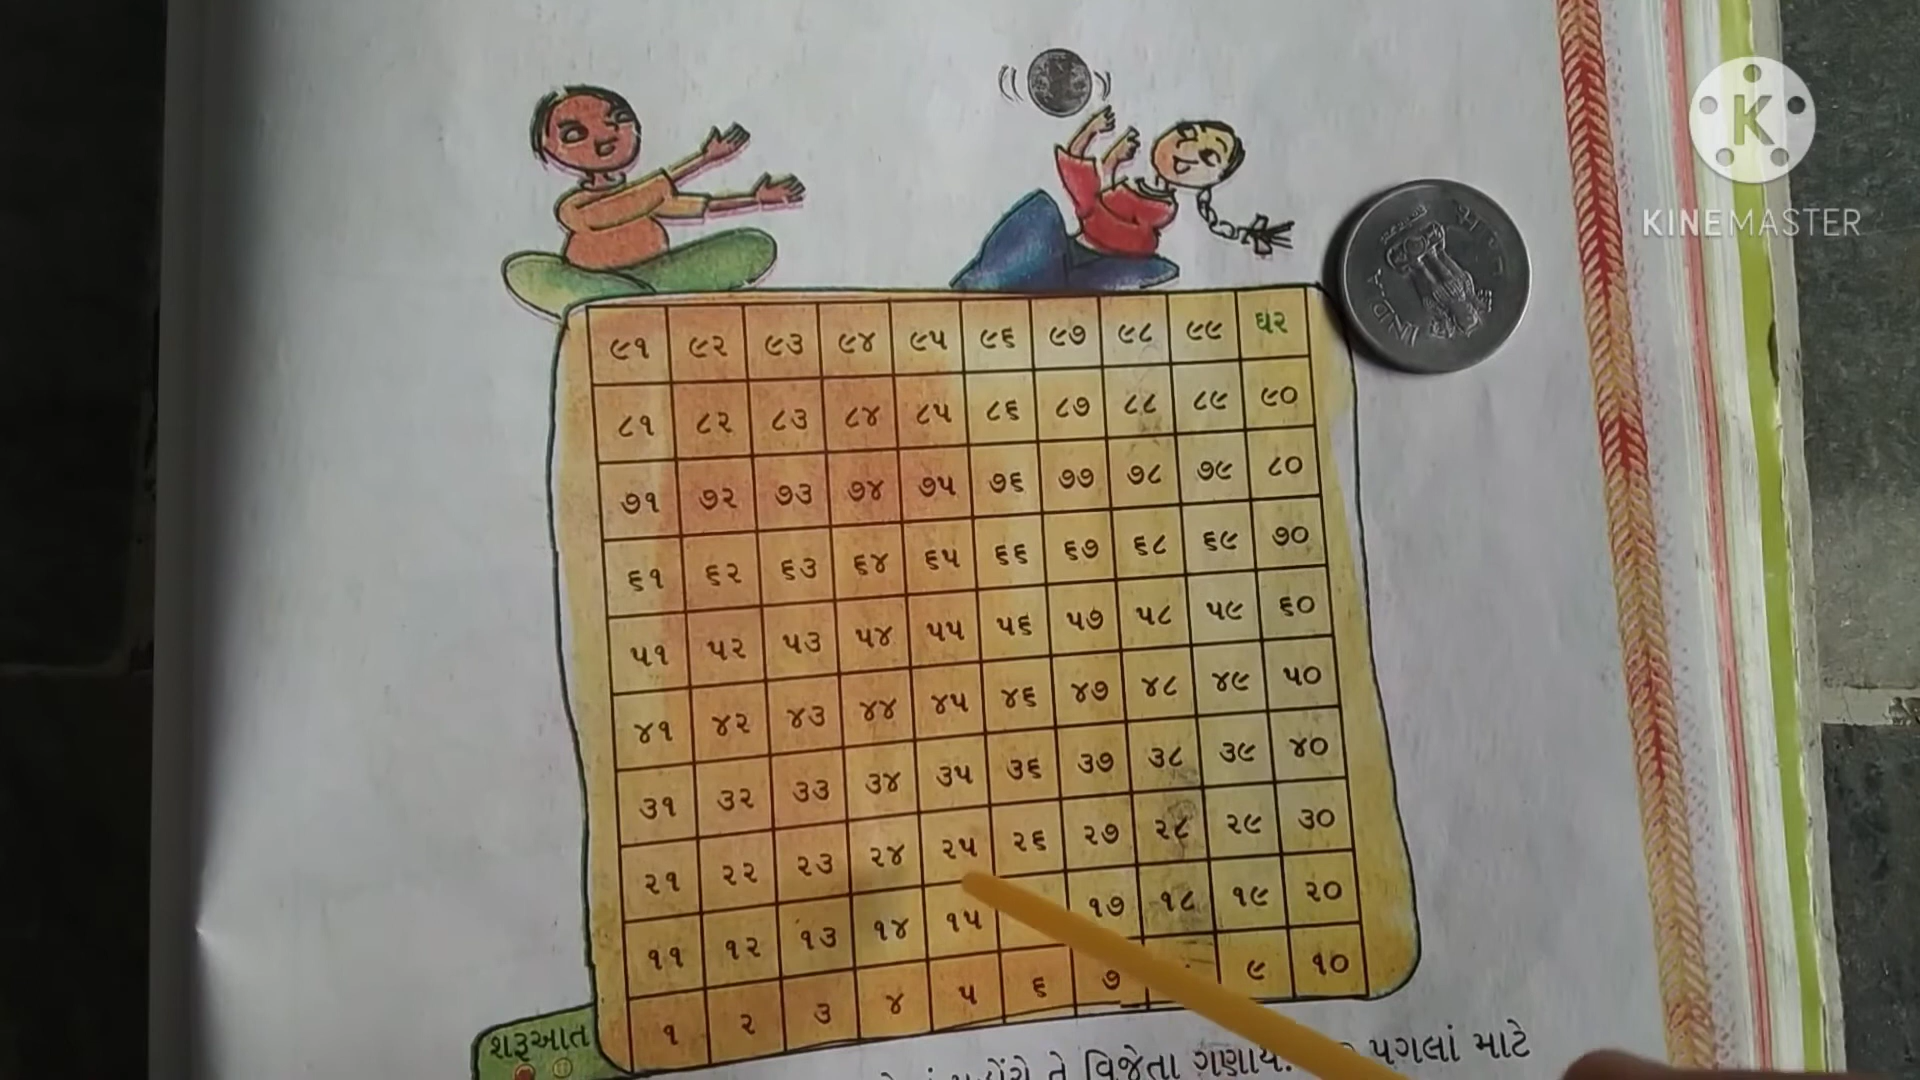 KINEMASTER
INDIA
૯૧ ૯૨ ૯૩ ૯૪ ૯૫ ૯૬ ૯૭ ૯૮ ૯૯ ઘર
૮૧ ૮૨ ૮૩ ૮૪ ૮૫ ૮૬ ૮૭ ૮૮ ૮૯ ૯૦
૭૧ ૭૨ ૭૩ ૭૪ ૭૫ ૭૬ ૭૭ ૭૮ ૭૯ ૮૦
૬૧ ૬૨ ૬૩ ૬૪ ૬૫ ૬૬ ૬૭ ૬૮ ૬૯ ૭૦
૫૧ ૫૨ ૫૩ ૫૪ ૫૫ ૫૬ ૫૭ ૫૮ ૫૯ ૬૦
૪૧ ૪૨ ૪૩ ૪૪ ૪૫ ૪૬ ૪૭ ૪૮ ૪૯ ૫૦
૩૧ ૩૨ ૩૩ ૩૪ ૩૫ ૩૬ ૩૭ ૩૮ ૩૯ ૪૦
૨૧ ૨૨ ૨૩ ૨૪ ૨૫ ૨૬ ૨૭ ૨૮ ૨૯ ૩૦
૧૧ ૧૨ ૧૩ ૧૪ ૧૫ ૧૭ ૧૮ ૧૯ ૨૦
૧ ૨ ૩ ૪ ૫ ૬ ૭ ૯ ૧૦
શરૂઆત
તે વિજેતા ગણાય. પગલાં માટે